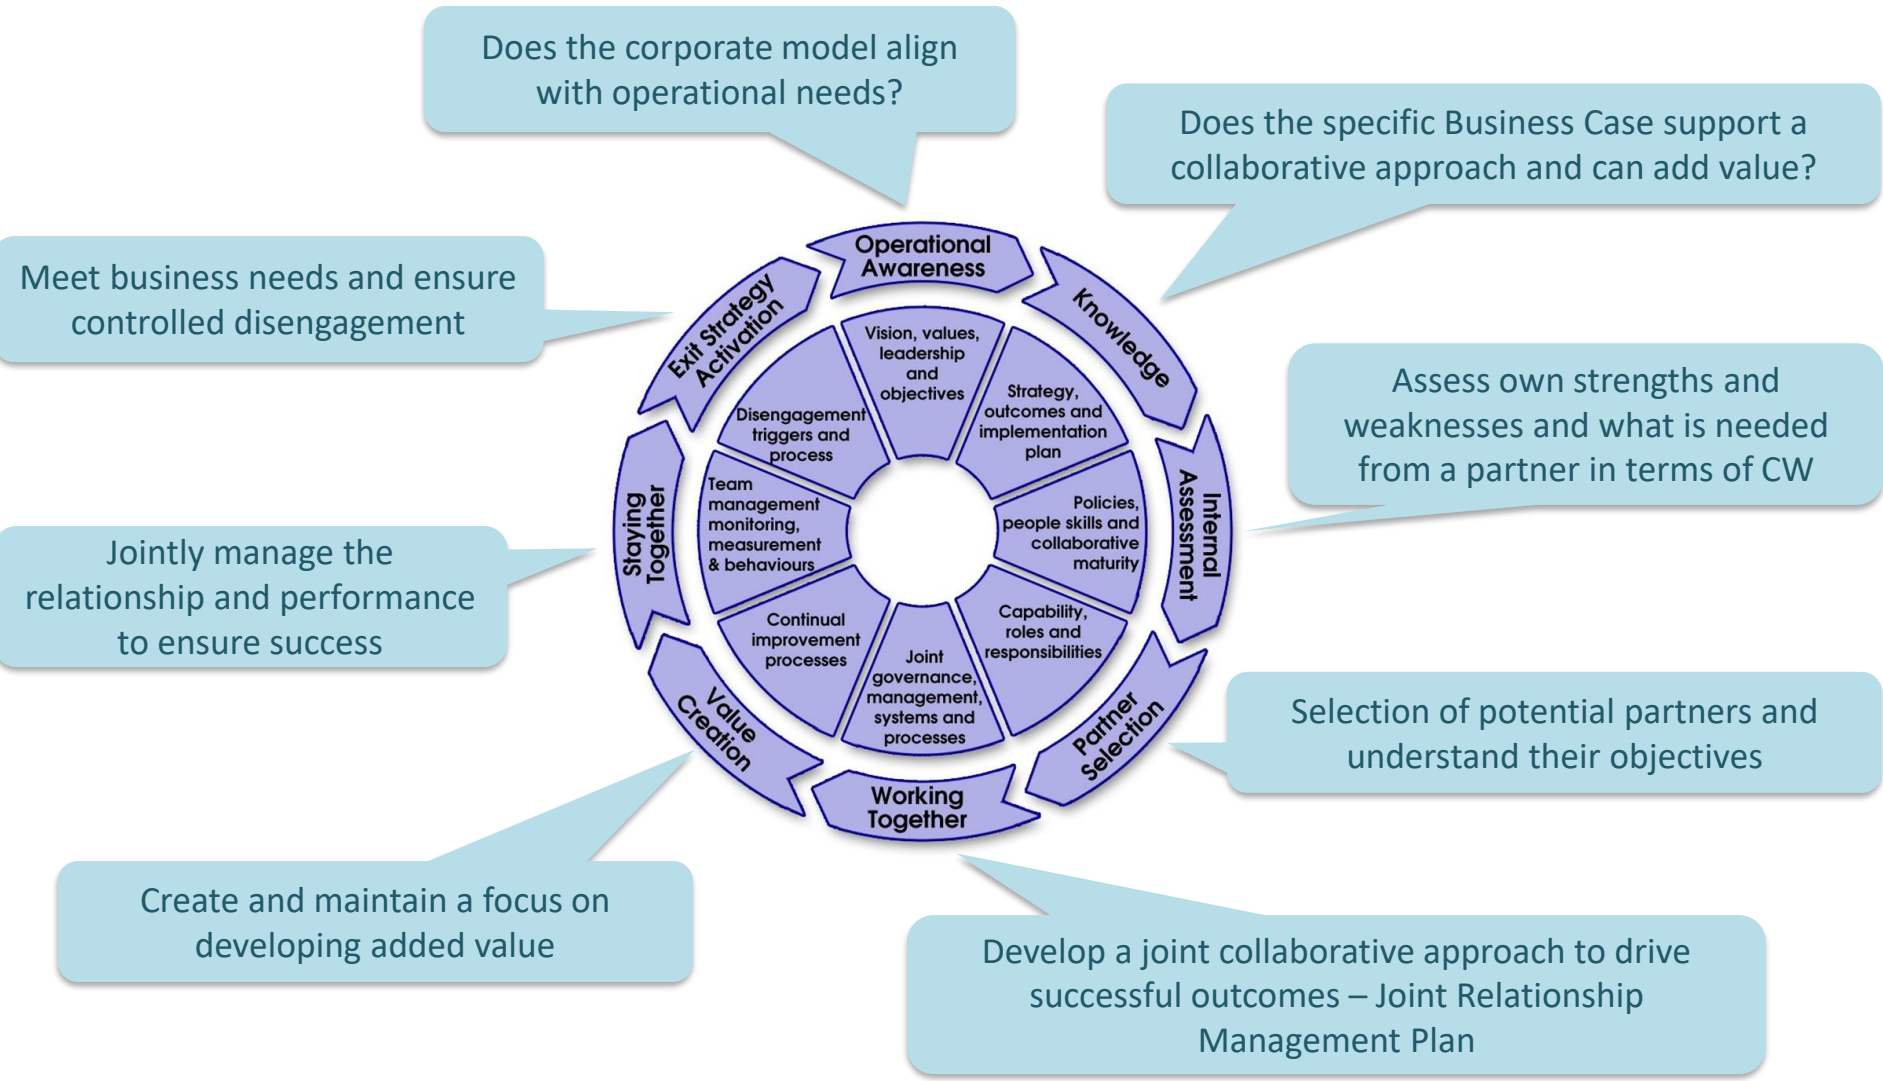 Does the corporate model align
with operational needs?
Does the specific Business Case support a
collaborative approach and can add value?
Assess own strengths and
weaknesses and what is needed
from a partner in terms of CW
Selection of potential partners and
understand their objectives
Develop a joint collaborative approach to drive
successful outcomes – Joint Relationship
Management Plan
Create and maintain a focus on
developing added value
Jointly manage the
relationship and performance
to ensure success
Meet business needs and ensure
controlled disengagement
Operational
Awareness
Knowledge
Internal
Assessment
Partner
Selection
Working
Together
Value
Creation
Staying
Together
Exit Strategy
Activation
Vision, values,
leadership
and
objectives
Strategy,
outcomes and
implementation
plan
Policies,
people skills and
collaborative
maturity
Capability,
roles and
responsibilities
Joint
governance,
management,
systems and
processes
Continual
improvement
processes
Team
management
monitoring,
measurement
& behaviours
Disengagement
triggers and
process